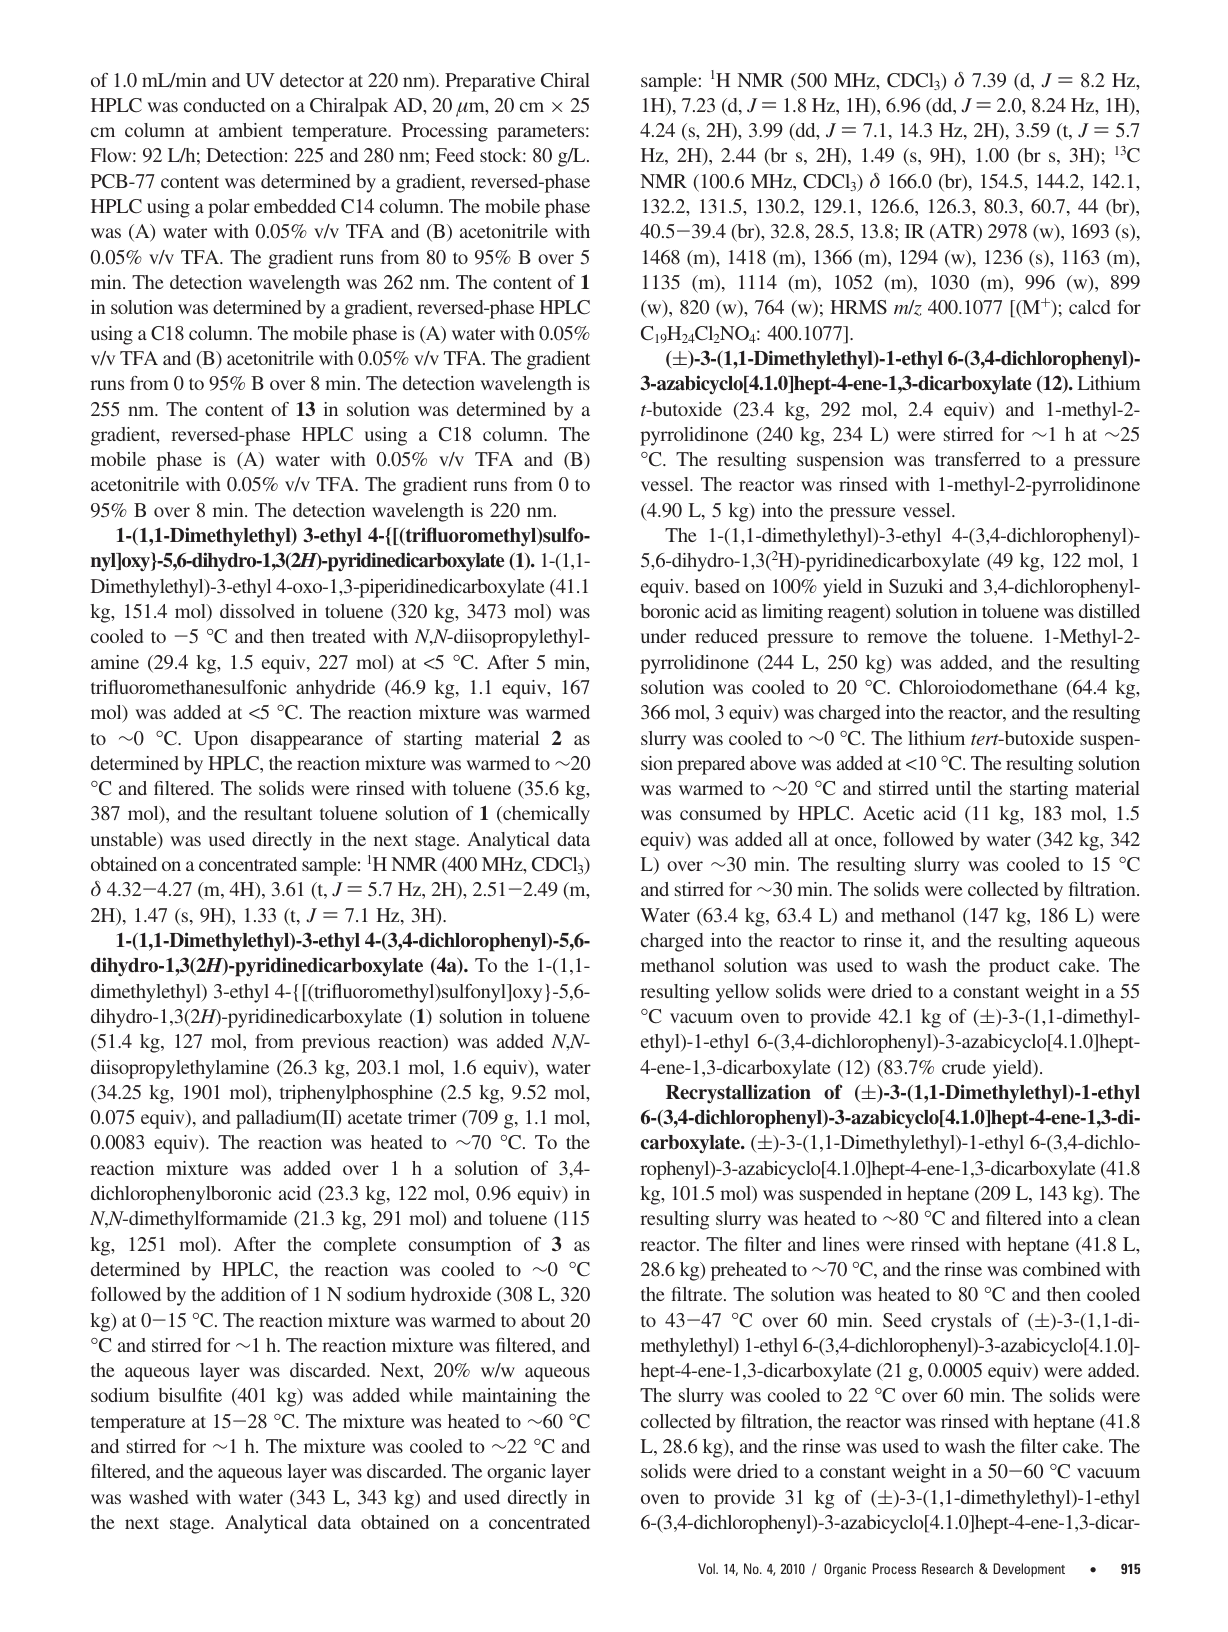 of 1.0 mL/min and UV detector at 220 nm). Preparative Chiral
HPLC was conducted on a Chiralpak AD, 20 μm, 20 cm × 25
cm column at ambient temperature. Processing parameters:
Flow: 92 L/h; Detection: 225 and 280 nm; Feed stock: 80 g/L.
PCB-77 content was determined by a gradient, reversed-phase
HPLC using a polar embedded C14 column. The mobile phase
was (A) water with 0.05% v/v TFA and (B) acetonitrile with
0.05% v/v TFA. The gradient runs from 80 to 95% B over 5
min. The detection wavelength was 262 nm. The content of 1
in solution was determined by a gradient, reversed-phase HPLC
using a C18 column. The mobile phase is (A) water with 0.05%
v/v TFA and (B) acetonitrile with 0.05% v/v TFA. The gradient
runs from 0 to 95% B over 8 min. The detection wavelength is
255 nm. The content of 13 in solution was determined by a
gradient, reversed-phase HPLC using a C18 column. The
mobile phase is (A) water with 0.05% v/v TFA and (B)
acetonitrile with 0.05% v/v TFA. The gradient runs from 0 to
95% B over 8 min. The detection wavelength is 220 nm.
1-(1,1-Dimethylethyl) 3-ethyl 4-{[(trifluoromethyl)sulfo-
nyl]oxy}-5,6-dihydro-1,3(2H)-pyridinedicarboxylate (1). 1-(1,1-
Dimethylethyl)-3-ethyl 4-oxo-1,3-piperidinedicarboxylate (41.1
kg, 151.4 mol) dissolved in toluene (320 kg, 3473 mol) was
cooled to −5 °C and then treated with N,N-diisopropylethyl-
amine (29.4 kg, 1.5 equiv, 227 mol) at <5 °C. After 5 min,
trifluoromethanesulfonic anhydride (46.9 kg, 1.1 equiv, 167
mol) was added at <5 °C. The reaction mixture was warmed
to ∼0 °C. Upon disappearance of starting material 2 as
determined by HPLC, the reaction mixture was warmed to ∼20
°C and filtered. The solids were rinsed with toluene (35.6 kg,
387 mol), and the resultant toluene solution of 1 (chemically
unstable) was used directly in the next stage. Analytical data
obtained on a concentrated sample: ¹H NMR (400 MHz, CDCl₃)
δ 4.32−4.27 (m, 4H), 3.61 (t, J = 5.7 Hz, 2H), 2.51−2.49 (m,
2H), 1.47 (s, 9H), 1.33 (t, J = 7.1 Hz, 3H).
1-(1,1-Dimethylethyl)-3-ethyl 4-(3,4-dichlorophenyl)-5,6-
dihydro-1,3(2H)-pyridinedicarboxylate (4a). To the 1-(1,1-
dimethylethyl) 3-ethyl 4-{[(trifluoromethyl)sulfonyl]oxy}-5,6-
dihydro-1,3(2H)-pyridinedicarboxylate (1) solution in toluene
(51.4 kg, 127 mol, from previous reaction) was added N,N-
diisopropylethylamine (26.3 kg, 203.1 mol, 1.6 equiv), water
(34.25 kg, 1901 mol), triphenylphosphine (2.5 kg, 9.52 mol,
0.075 equiv), and palladium(II) acetate trimer (709 g, 1.1 mol,
0.0083 equiv). The reaction was heated to ∼70 °C. To the
reaction mixture was added over 1 h a solution of 3,4-
dichlorophenylboronic acid (23.3 kg, 122 mol, 0.96 equiv) in
N,N-dimethylformamide (21.3 kg, 291 mol) and toluene (115
kg, 1251 mol). After the complete consumption of 3 as
determined by HPLC, the reaction was cooled to ∼0 °C
followed by the addition of 1 N sodium hydroxide (308 L, 320
kg) at 0−15 °C. The reaction mixture was warmed to about 20
°C and stirred for ∼1 h. The reaction mixture was filtered, and
the aqueous layer was discarded. Next, 20% w/w aqueous
sodium bisulfite (401 kg) was added while maintaining the
temperature at 15−28 °C. The mixture was heated to ∼60 °C
and stirred for ∼1 h. The mixture was cooled to ∼22 °C and
filtered, and the aqueous layer was discarded. The organic layer
was washed with water (343 L, 343 kg) and used directly in
the next stage. Analytical data obtained on a concentrated
sample: ¹H NMR (500 MHz, CDCl₃) δ 7.39 (d, J = 8.2 Hz,
1H), 7.23 (d, J = 1.8 Hz, 1H), 6.96 (dd, J = 2.0, 8.24 Hz, 1H),
4.24 (s, 2H), 3.99 (dd, J = 7.1, 14.3 Hz, 2H), 3.59 (t, J = 5.7
Hz, 2H), 2.44 (br s, 2H), 1.49 (s, 9H), 1.00 (br s, 3H); ¹³C
NMR (100.6 MHz, CDCl₃) δ 166.0 (br), 154.5, 144.2, 142.1,
132.2, 131.5, 130.2, 129.1, 126.6, 126.3, 80.3, 60.7, 44 (br),
40.5−39.4 (br), 32.8, 28.5, 13.8; IR (ATR) 2978 (w), 1693 (s),
1468 (m), 1418 (m), 1366 (m), 1294 (w), 1236 (s), 1163 (m),
1135 (m), 1114 (m), 1052 (m), 1030 (m), 996 (w), 899
(w), 820 (w), 764 (w); HRMS m/z 400.1077 [(M⁺); calcd for
C₁₉H₂₄Cl₂NO₄: 400.1077].
(±)-3-(1,1-Dimethylethyl)-1-ethyl 6-(3,4-dichlorophenyl)-
3-azabicyclo[4.1.0]hept-4-ene-1,3-dicarboxylate (12). Lithium
t-butoxide (23.4 kg, 292 mol, 2.4 equiv) and 1-methyl-2-
pyrrolidinone (240 kg, 234 L) were stirred for ∼1 h at ∼25
°C. The resulting suspension was transferred to a pressure
vessel. The reactor was rinsed with 1-methyl-2-pyrrolidinone
(4.90 L, 5 kg) into the pressure vessel.
The 1-(1,1-dimethylethyl)-3-ethyl 4-(3,4-dichlorophenyl)-
5,6-dihydro-1,3(²H)-pyridinedicarboxylate (49 kg, 122 mol, 1
equiv. based on 100% yield in Suzuki and 3,4-dichlorophenyl-
boronic acid as limiting reagent) solution in toluene was distilled
under reduced pressure to remove the toluene. 1-Methyl-2-
pyrrolidinone (244 L, 250 kg) was added, and the resulting
solution was cooled to 20 °C. Chloroiodomethane (64.4 kg,
366 mol, 3 equiv) was charged into the reactor, and the resulting
slurry was cooled to ∼0 °C. The lithium tert-butoxide suspen-
sion prepared above was added at <10 °C. The resulting solution
was warmed to ∼20 °C and stirred until the starting material
was consumed by HPLC. Acetic acid (11 kg, 183 mol, 1.5
equiv) was added all at once, followed by water (342 kg, 342
L) over ∼30 min. The resulting slurry was cooled to 15 °C
and stirred for ∼30 min. The solids were collected by filtration.
Water (63.4 kg, 63.4 L) and methanol (147 kg, 186 L) were
charged into the reactor to rinse it, and the resulting aqueous
methanol solution was used to wash the product cake. The
resulting yellow solids were dried to a constant weight in a 55
°C vacuum oven to provide 42.1 kg of (±)-3-(1,1-dimethyl-
ethyl)-1-ethyl 6-(3,4-dichlorophenyl)-3-azabicyclo[4.1.0]hept-
4-ene-1,3-dicarboxylate (12) (83.7% crude yield).
Recrystallization of (±)-3-(1,1-Dimethylethyl)-1-ethyl
6-(3,4-dichlorophenyl)-3-azabicyclo[4.1.0]hept-4-ene-1,3-di-
carboxylate. (±)-3-(1,1-Dimethylethyl)-1-ethyl 6-(3,4-dichlo-
rophenyl)-3-azabicyclo[4.1.0]hept-4-ene-1,3-dicarboxylate (41.8
kg, 101.5 mol) was suspended in heptane (209 L, 143 kg). The
resulting slurry was heated to ∼80 °C and filtered into a clean
reactor. The filter and lines were rinsed with heptane (41.8 L,
28.6 kg) preheated to ∼70 °C, and the rinse was combined with
the filtrate. The solution was heated to 80 °C and then cooled
to 43−47 °C over 60 min. Seed crystals of (±)-3-(1,1-di-
methylethyl) 1-ethyl 6-(3,4-dichlorophenyl)-3-azabicyclo[4.1.0]-
hept-4-ene-1,3-dicarboxylate (21 g, 0.0005 equiv) were added.
The slurry was cooled to 22 °C over 60 min. The solids were
collected by filtration, the reactor was rinsed with heptane (41.8
L, 28.6 kg), and the rinse was used to wash the filter cake. The
solids were dried to a constant weight in a 50−60 °C vacuum
oven to provide 31 kg of (±)-3-(1,1-dimethylethyl)-1-ethyl
6-(3,4-dichlorophenyl)-3-azabicyclo[4.1.0]hept-4-ene-1,3-dicar-
Vol. 14, No. 4, 2010 / Organic Process Research & Development • 915